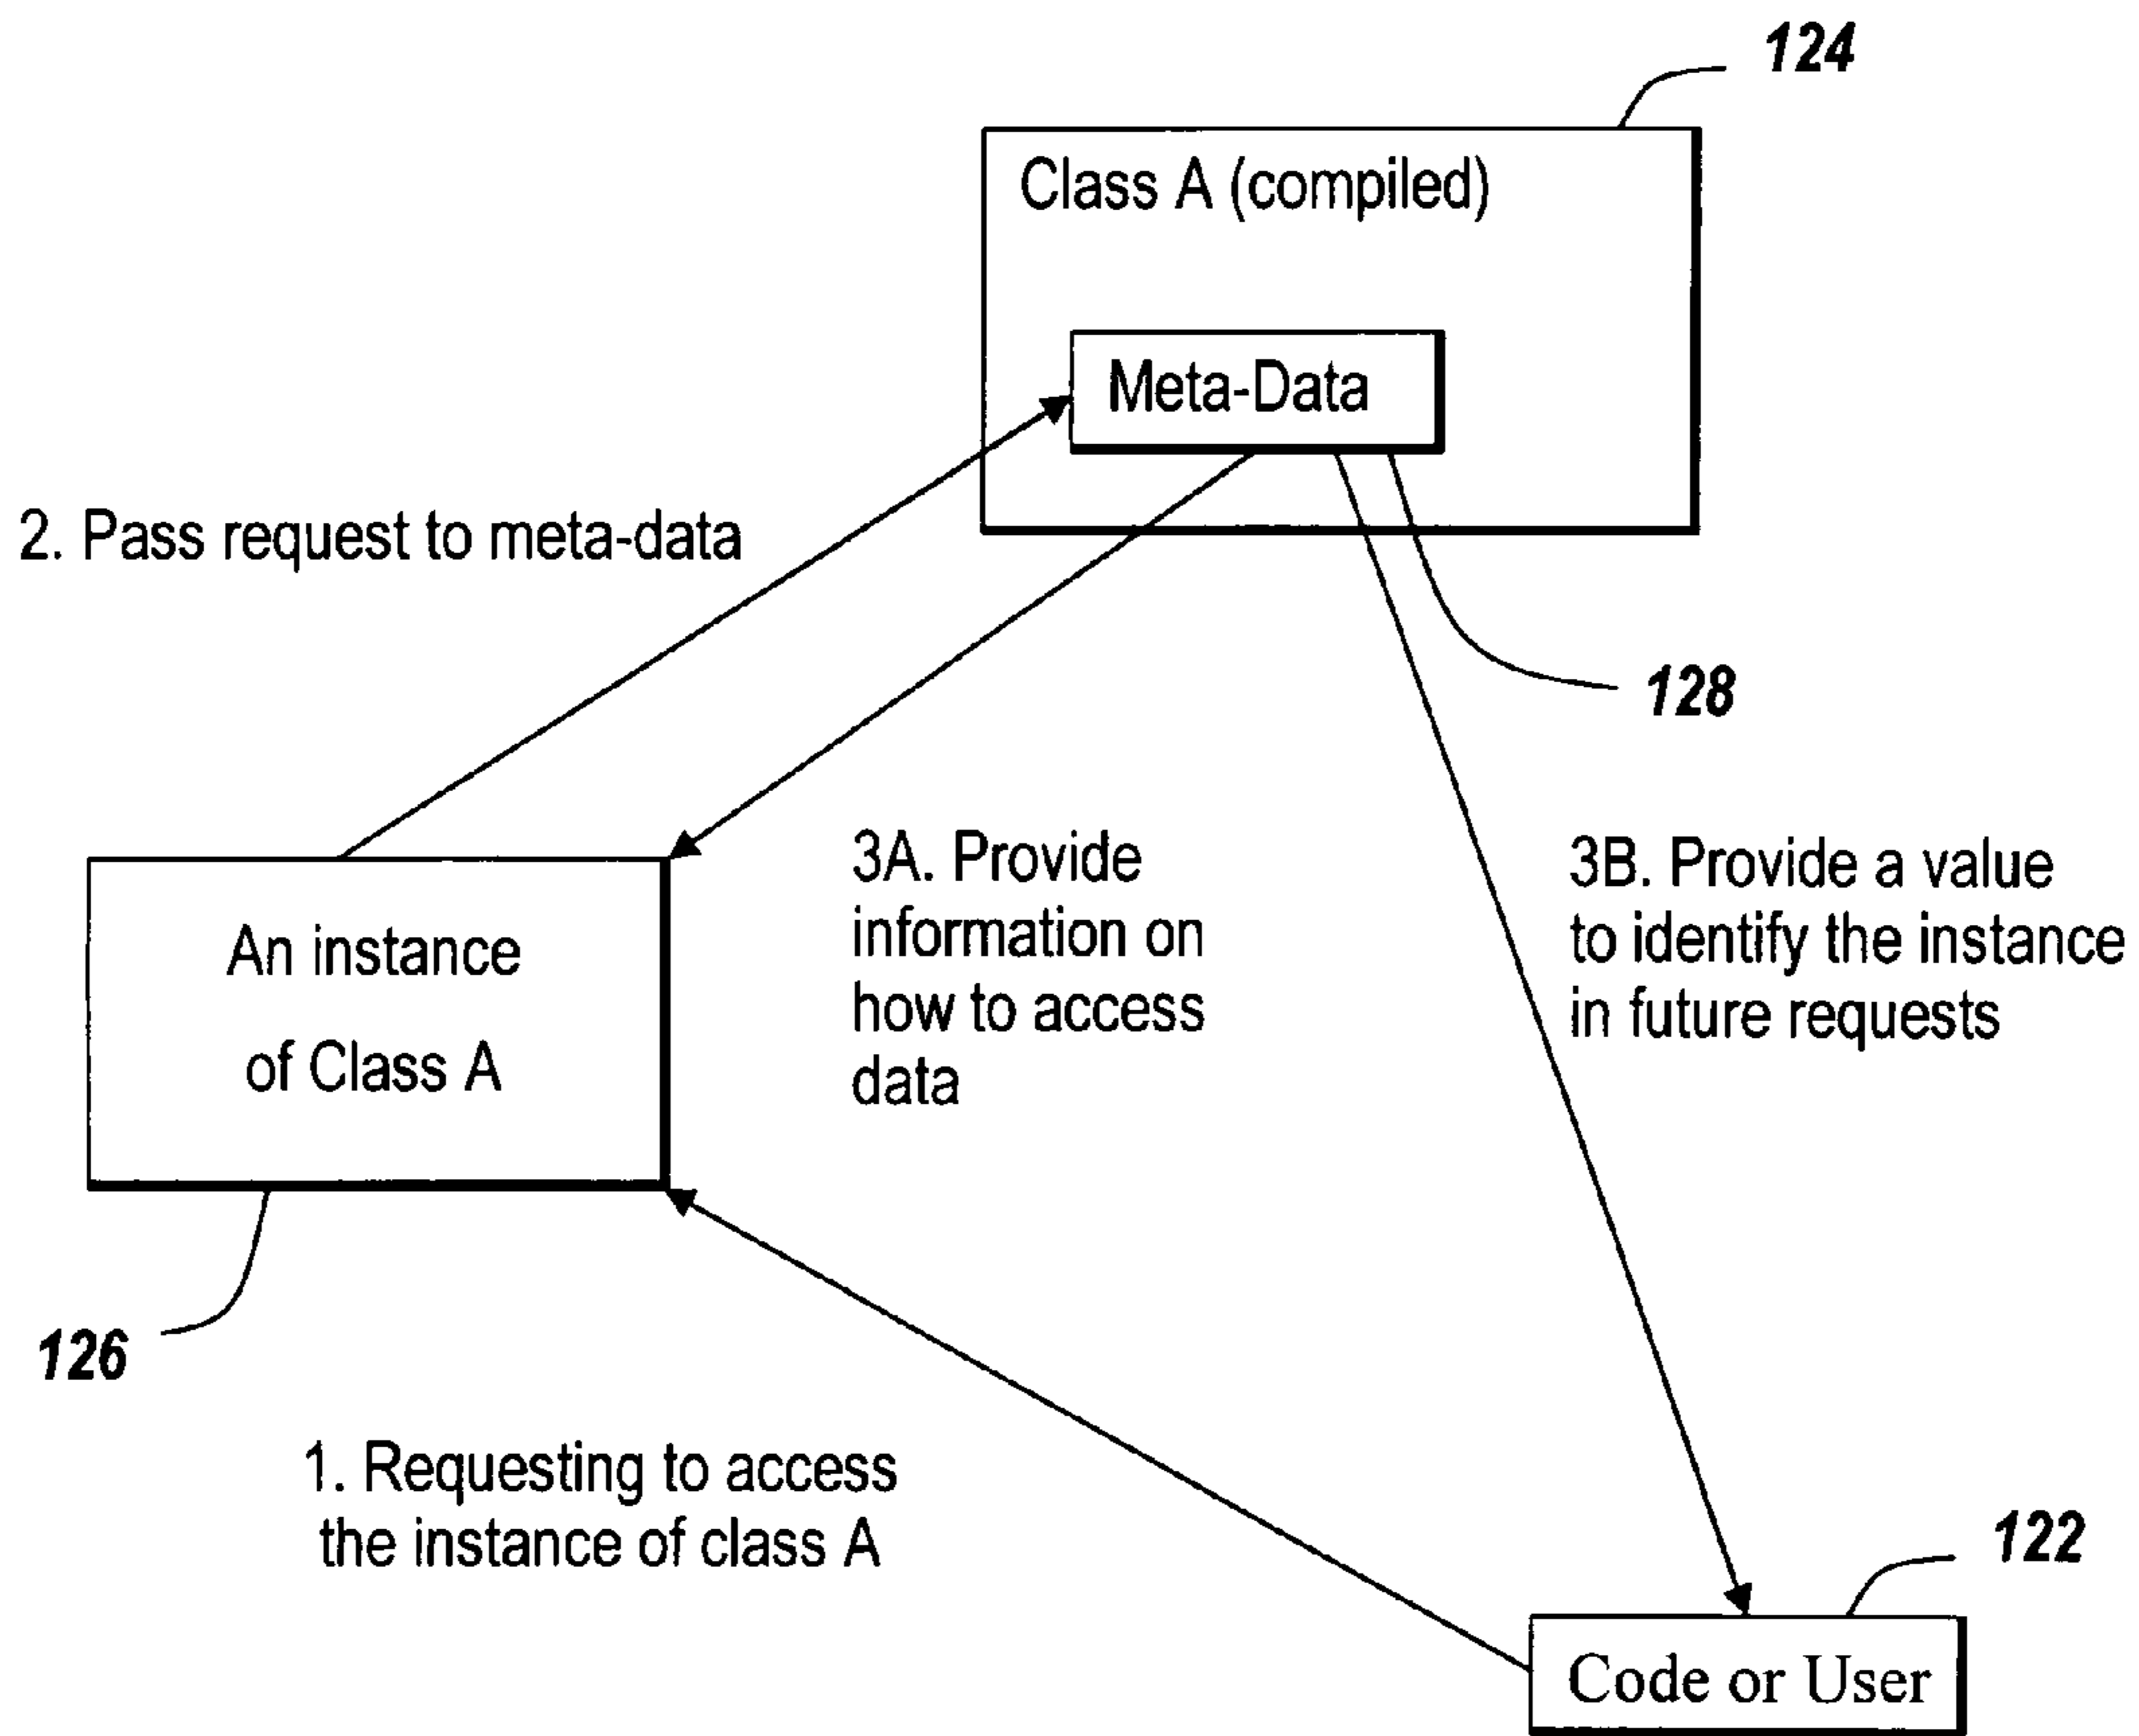 124
Class A (compiled)
Meta-Data
2. Pass request to meta-data
128
3A. Provide
information on
how to access
data
3B. Provide a value
to identify the instance
in future requests
An instance
of Class A
126
1. Requesting to access
the instance of class A
122
Code or User